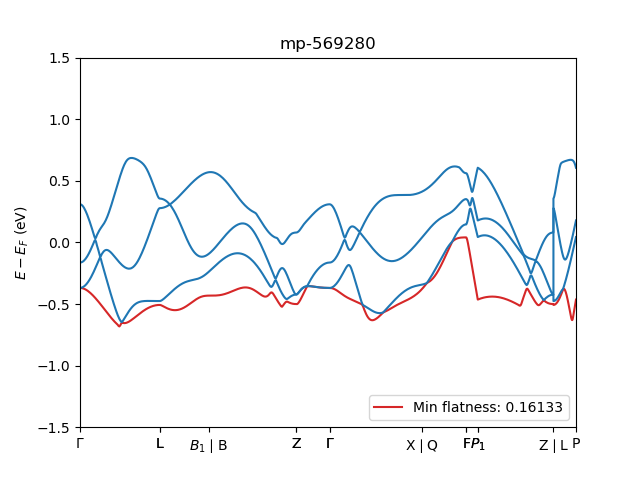 mp-569280
1.5
1.0
0.5
0.0
−0.5
−1.0
−1.5
E − E_F (eV)
Min flatness: 0.16133
Γ L B₁ | B Z Γ X | Q F P₁ Z | L P